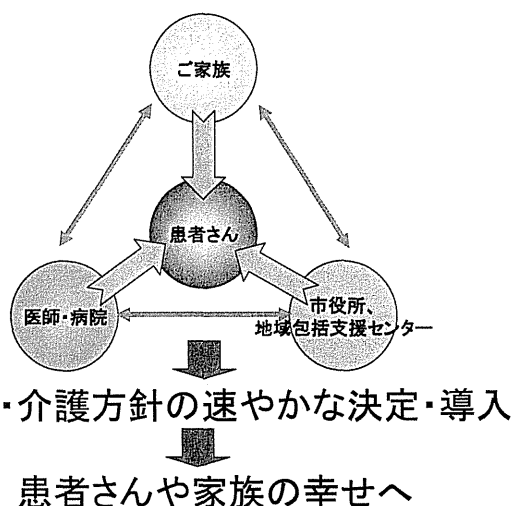 ご家族
患者さん
医師・病院
市役所、
地域包括支援センター
・介護方針の速やかな決定・導入
患者さんや家族の幸せへ